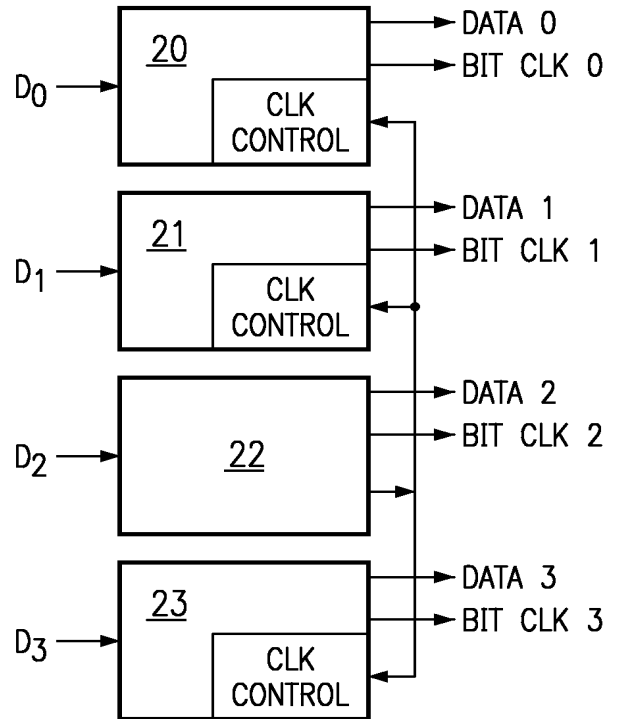 DATA 0
20
BIT CLK 0
D0
CLK
CONTROL
DATA 1
21
BIT CLK 1
D1
CLK
CONTROL
DATA 2
BIT CLK 2
D2
22
DATA 3
23
BIT CLK 3
D3
CLK
CONTROL